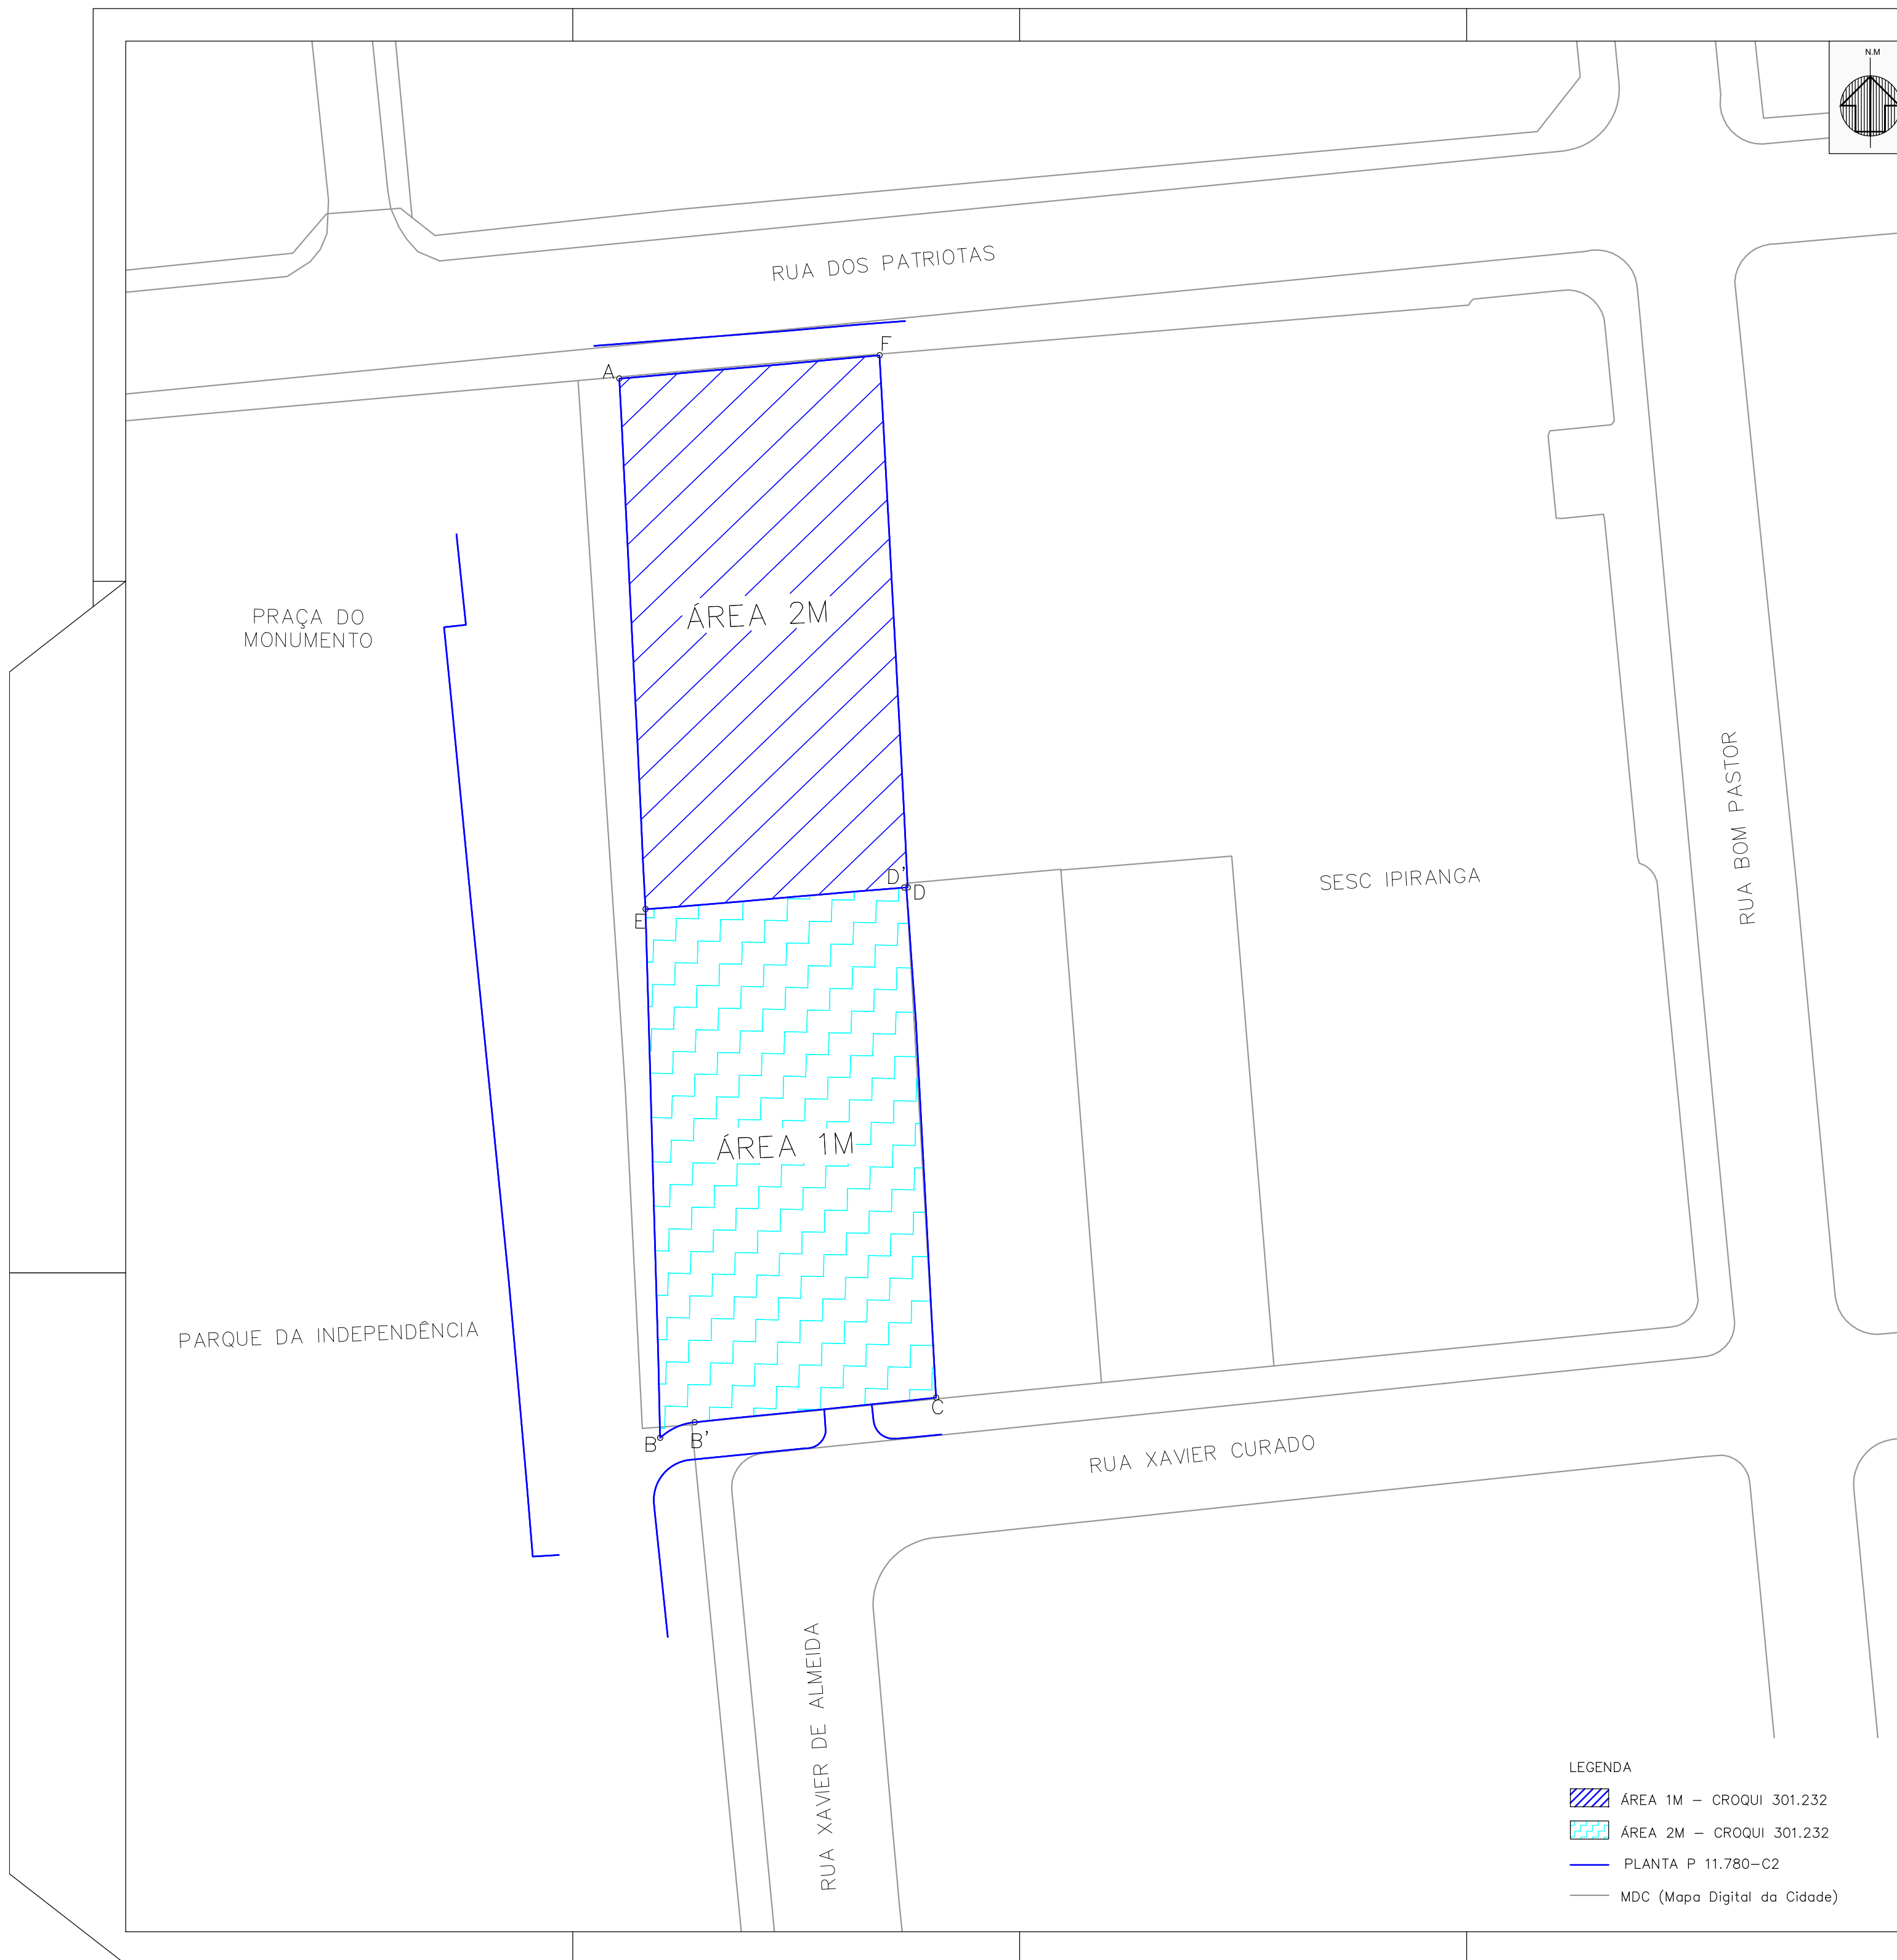 N.M
RUA DOS PATRIOTAS
F
A
PRAÇA DO
MONUMENTO
ÁREA 2M
RUA BOM PASTOR
D'
D
E
SESC IPIRANGA
ÁREA 1M
PARQUE DA INDEPENDÊNCIA
C
B
B'
RUA XAVIER CURADO
RUA XAVIER DE ALMEIDA
LEGENDA
ÁREA 1M - CROQUI 301.232
ÁREA 2M - CROQUI 301.232
PLANTA P 11.780-C2
MDC (Mapa Digital da Cidade)